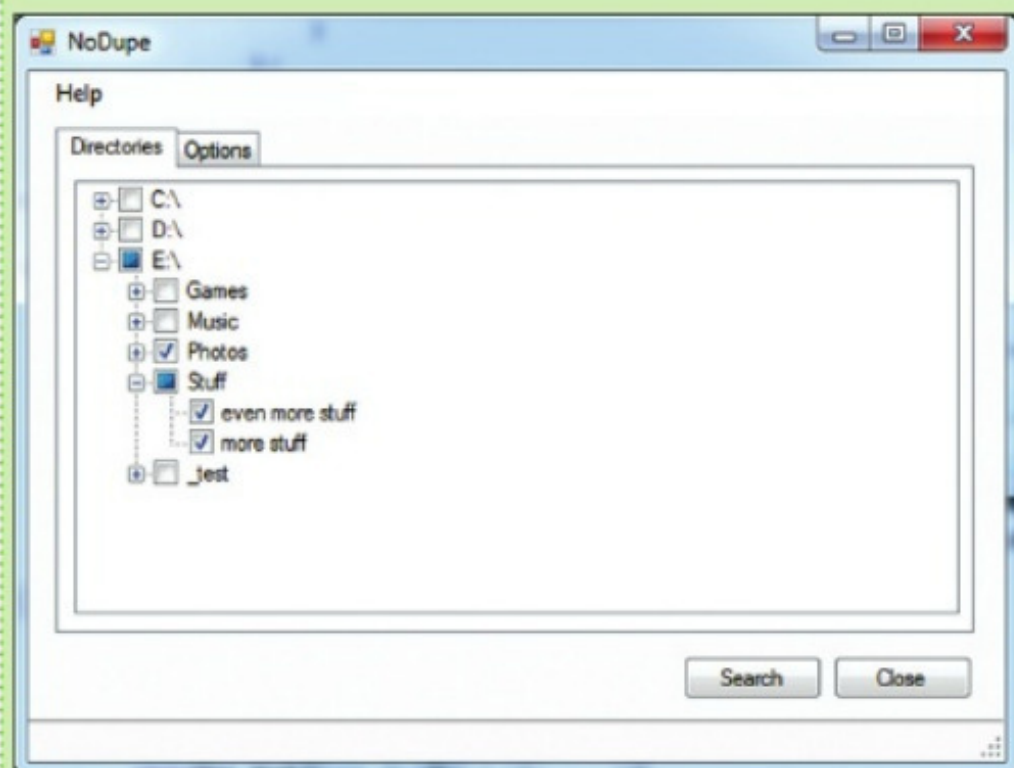 NoDupe
Help
Directories Options
C:\
D:\
E:\
Games
Music
Photos
Stuff
even more stuff
more stuff
_test
Search Close